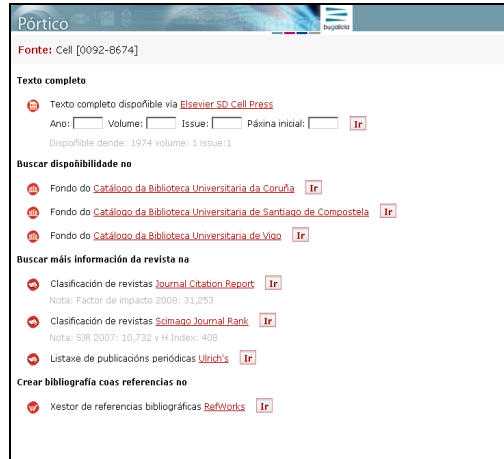 Pórtico
bugalicia
Fonte: Cell [0092-8674]
Texto completo
Texto completo dispoñible vía Elsevier SD Cell Press
Ano: Volume: Issue: Páxina inicial: Ir
Dispoñible dende: 1974 volume: 1 issue:1
Buscar dispoñibilidade no
Fondo do Catálogo da Biblioteca Universitaria da Coruña Ir
Fondo do Catálogo da Biblioteca Universitaria de Santiago de Compostela Ir
Fondo do Catálogo da Biblioteca Universitaria de Vigo Ir
Buscar máis información da revista na
Clasificación de revistas Journal Citation Report Ir
Nota: Factor de impacto 2008: 31,253
Clasificación de revistas Scimago Journal Rank Ir
Nota: SJR 2007: 10,732 y H Index: 408
Listaxe de publicacións periódicas Ulrich's Ir
Crear bibliografía coas referencias no
Xestor de referencias bibliográficas RefWorks Ir